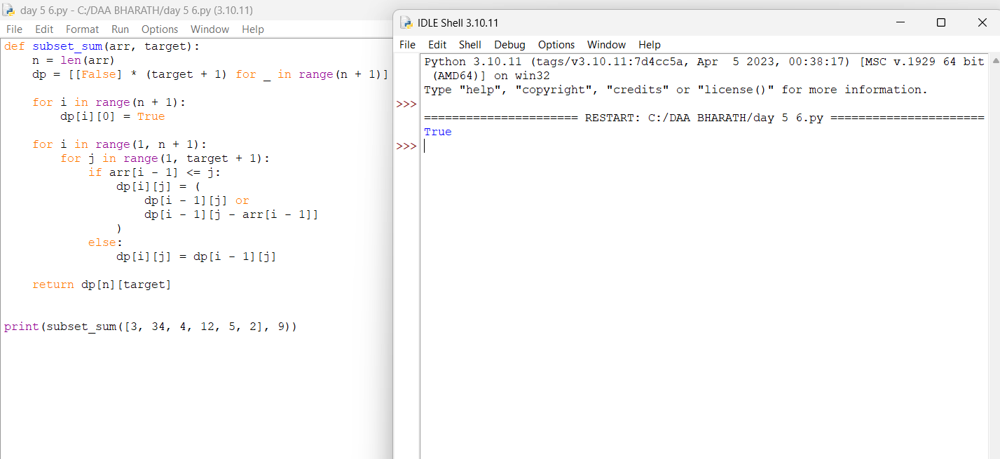 day 5 6.py - C:/DAA BHARATH/day 5 6.py (3.10.11)
File Edit Format Run Options Window Help
def subset_sum(arr, target):
    n = len(arr)
    dp = [[False] * (target + 1) for _ in range(n + 1)]
    for i in range(n + 1):
        dp[i][0] = True
    for i in range(1, n + 1):
        for j in range(1, target + 1):
            if arr[i - 1] <= j:
                dp[i][j] = (
                    dp[i - 1][j] or
                    dp[i - 1][j - arr[i - 1]]
                )
            else:
                dp[i][j] = dp[i - 1][j]
    return dp[n][target]
print(subset_sum([3, 34, 4, 12, 5, 2], 9))
IDLE Shell 3.10.11
File Edit Shell Debug Options Window Help
Python 3.10.11 (tags/v3.10.11:7d4cc5a, Apr  5 2023, 00:38:17) [MSC v.1929 64 bit
 (AMD64)] on win32
Type "help", "copyright", "credits" or "license()" for more information.
>>>
====================== RESTART: C:/DAA BHARATH/day 5 6.py ======================
True
>>>